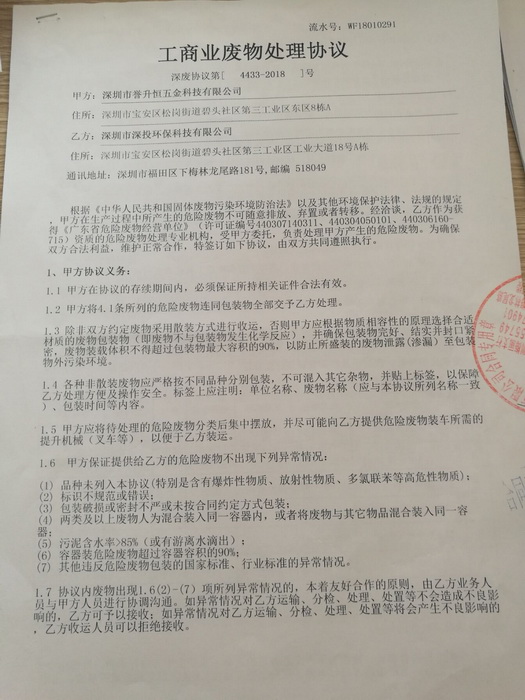 流水号：WF18010291
工商业废物处理协议
深废协议第[ 4433-2018 ]号
甲方：深圳市誉升恒五金科技有限公司
住所：深圳市宝安区松岗街道碧头社区第三工业区东区8栋A
乙方：深圳市深投环保科技有限公司
住所：深圳市宝安区松岗街道碧头社区第三工业区工业大道18号A栋
通讯地址：深圳市福田区下梅林龙尾路181号,邮编 518049
根据《中华人民共和国固体废物污染环境防治法》以及其他环境保护法律、法规的规定
，甲方在生产过程中所产生的危险废物不可随意排放、弃置或者转移。经洽谈，乙方作为获
得《广东省危险废物经营单位》（许可证编号440307140311、440304050101、440306160-
715）资质的危险废物处理专业机构，受甲方委托，负责处理甲方产生的危险废物。为确保
双方合法利益，维护正常合作，特签订如下协议，由双方共同遵照执行。
1、甲方协议义务：
1.1 甲方在协议的存续期间内，必须保证所持相关证件合法有效。
1.2 甲方将4.1条所列的危险废物连同包装物全部交予乙方处理。
1.3 除非双方约定废物采用散装方式进行收运，否则甲方应根据物质相容性的原理选择合适
材质的废物包装物（即废物不与包装物发生化学反应），并确保包装物完好、结实并封口紧
密，废物装载体积不得超过包装物最大容积的90%，以防止所盛装的废物泄露（渗漏）至包装
物外污染环境。
1.4 各种非散装废物应严格按不同品种分别包装，不可混入其它杂物，并贴上标签，以保障
乙方处理方便及操作安全。标签上应注明：单位名称、废物名称（应与本协议所列名称一致
）、包装时间等内容。
1.5 甲方应将待处理的危险废物分类后集中摆放，并尽可能向乙方提供危险废物装车所需的
提升机械（叉车等），以便于乙方装运。
1.6 甲方保证提供给乙方的危险废物不出现下列异常情况：
(1) 品种未列入本协议(特别是含有爆炸性物质、放射性物质、多氯联苯等高危性物质)；
(2) 标识不规范或错误；
(3) 包装破损或密封不严或未按合同约定方式包装；
(4) 两类及以上废物人为混合装入同一容器内，或者将废物与其它物品混合装入同一容
器；
(5) 污泥含水率>85%（或有游离水滴出）；
(6) 容器装危险废物超过容器容积的90%；
(7) 其他违反危险废物包装的国家标准、行业标准的异常情况。
1.7 协议内废物出现1.6(2)-(7) 项所列异常情况的，本着友好合作的原则，由乙方业务人
员与甲方人员进行协调沟通。如异常情况对乙方运输、分检、处理、处置等不会造成不良影
响的，乙方可予以接收；如异常情况对乙方运输、分检、处理、处置等将会产生不良影响的
，乙方收运人员可以拒绝接收。